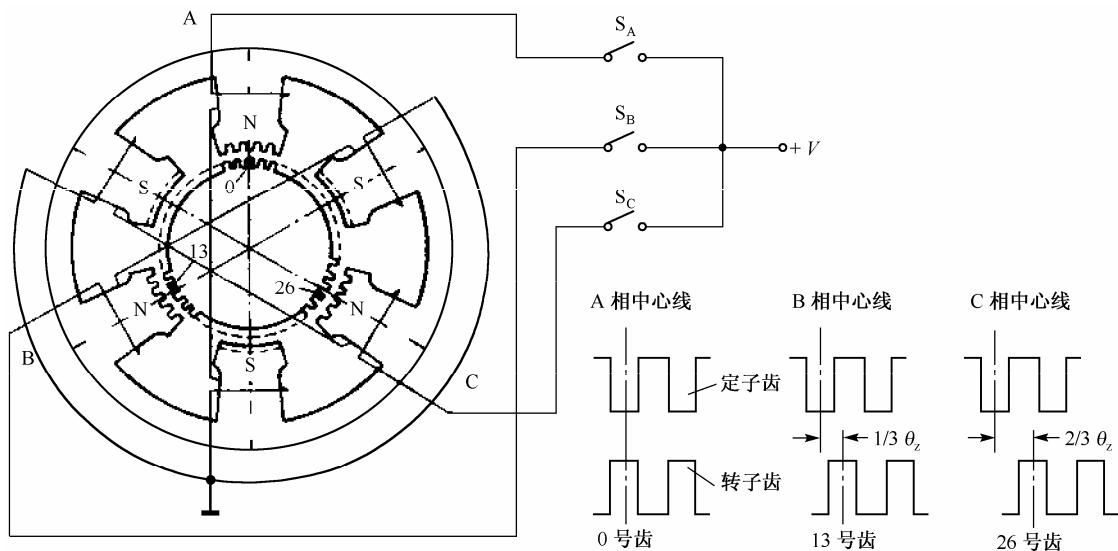 A
S_A
N
S_B
+ V
S
0
S
S_C
13
26
N
N
B
S
C
A 相中心线
B 相中心线
C 相中心线
定子齿
1/3 θ_z
2/3 θ_z
转子齿
0 号齿
13 号齿
26 号齿